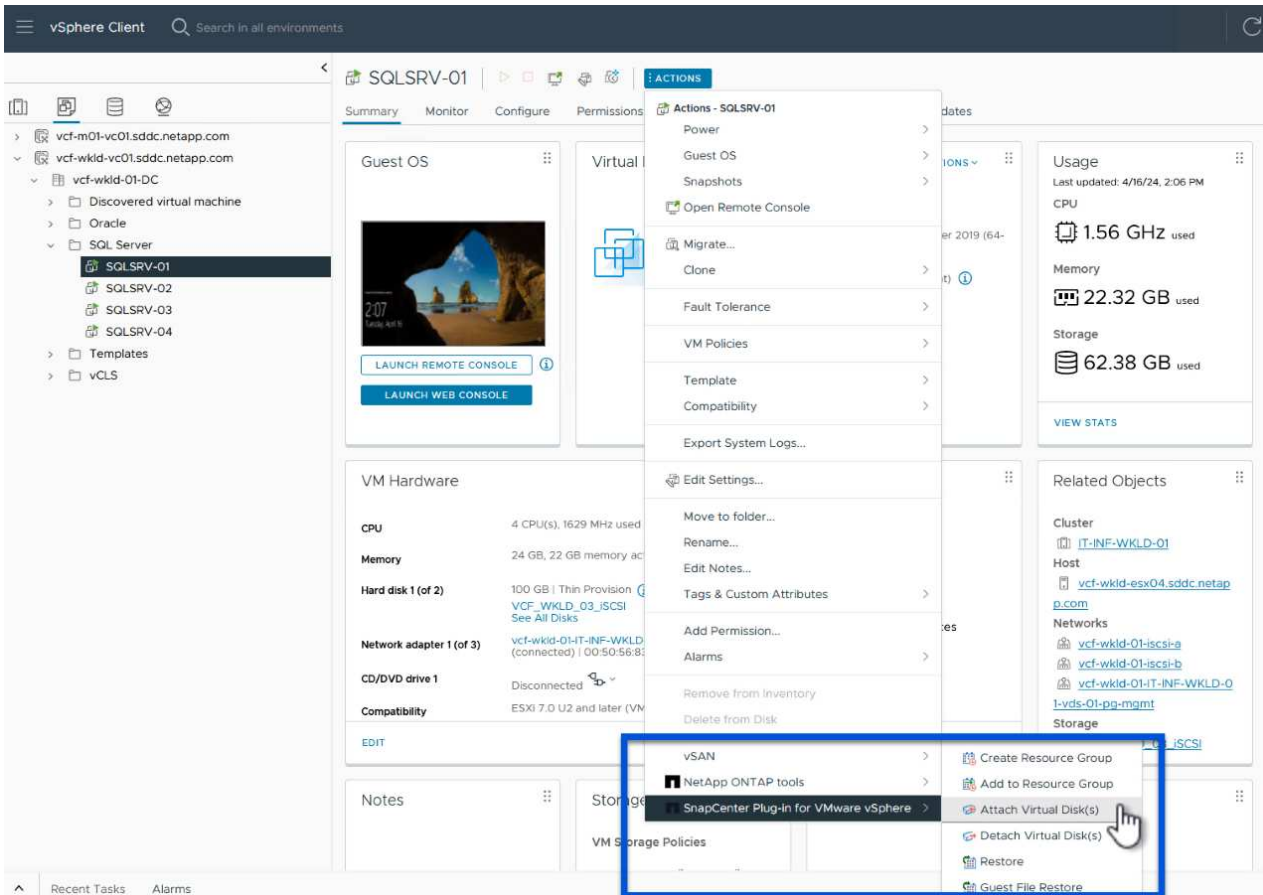 vSphere Client
Search in all environments
SQLSRV-01
ACTIONS
Summary
Monitor
Configure
Permissions
dates
vcf-m01-vc01.sddc.netapp.com
vcf-wkld-vc01.sddc.netapp.com
vcf-wkld-01-DC
Discovered virtual machine
Oracle
SQL Server
SQLSRV-01
SQLSRV-02
SQLSRV-03
SQLSRV-04
Templates
vCLS
Guest OS
2:07
Tuesday, April 16
LAUNCH REMOTE CONSOLE
LAUNCH WEB CONSOLE
Virtual
IONS
er 2019 (64-
Actions - SQLSRV-01
Power
Guest OS
Snapshots
Open Remote Console
Migrate...
Clone
Fault Tolerance
VM Policies
Template
Compatibility
Export System Logs...
Edit Settings...
Move to folder...
Rename...
Edit Notes...
Tags & Custom Attributes
Add Permission...
Alarms
Remove from Inventory
Delete from Disk
vSAN
NetApp ONTAP tools
SnapCenter Plug-in for VMware vSphere
Create Resource Group
Add to Resource Group
Attach Virtual Disk(s)
Detach Virtual Disk(s)
Restore
Guest File Restore
Usage
Last updated: 4/16/24, 2:06 PM
CPU
1.56 GHz used
Memory
22.32 GB used
Storage
62.38 GB used
VIEW STATS
VM Hardware
CPU
4 CPU(s), 1629 MHz used
Memory
24 GB, 22 GB memory ac
Hard disk 1 (of 2)
100 GB | Thin Provision
VCF_WKLD_03_iSCSI
See All Disks
Network adapter 1 (of 3)
vcf-wkld-01-IT-INF-WKLD-
(connected) | 00:50:56:83
CD/DVD drive 1
Disconnected
Compatibility
ESXi 7.0 U2 and later (VM
EDIT
Related Objects
Cluster
IT-INF-WKLD-01
Host
vcf-wkld-esx04.sddc.netap
p.com
Networks
vcf-wkld-01-iscsi-a
vcf-wkld-01-iscsi-b
vcf-wkld-01-IT-INF-WKLD-0
1-vds-01-pg-mgmt
Storage
iSCSI
Notes
Storage
VM Storage Policies
Recent Tasks
Alarms